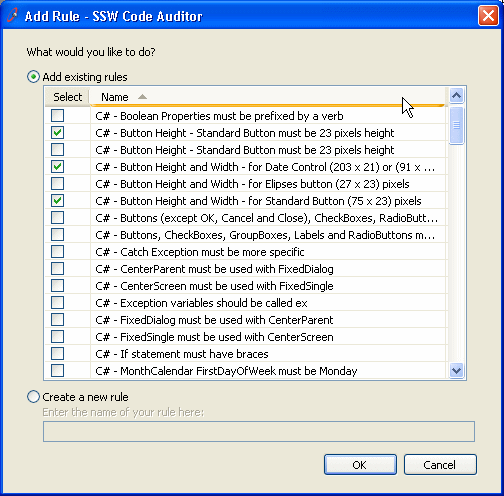 Add Rule - SSW Code Auditor
What would you like to do?
Add existing rules
Select Name
C# - Boolean Properties must be prefixed by a verb
C# - Button Height - Standard Button must be 23 pixels height
C# - Button Height - Standard Button must be 23 pixels height
C# - Button Height and Width - for Date Control (203 x 21) or (91 x ...
C# - Button Height and Width - for Elipses button (27 x 23) pixels
C# - Button Height and Width - for Standard Button (75 x 23) pixels
C# - Buttons (except OK, Cancel and Close), CheckBoxes, RadioButt...
C# - Buttons, CheckBoxes, GroupBoxes, Labels and RadioButtons m...
C# - Catch Exception must be more specific
C# - CenterParent must be used with FixedDialog
C# - CenterScreen must be used with FixedSingle
C# - Exception variables should be called ex
C# - FixedDialog must be used with CenterParent
C# - FixedSingle must be used with CenterScreen
C# - If statement must have braces
C# - MonthCalendar FirstDayOfWeek must be Monday
Create a new rule
Enter the name of your rule here:
OK Cancel